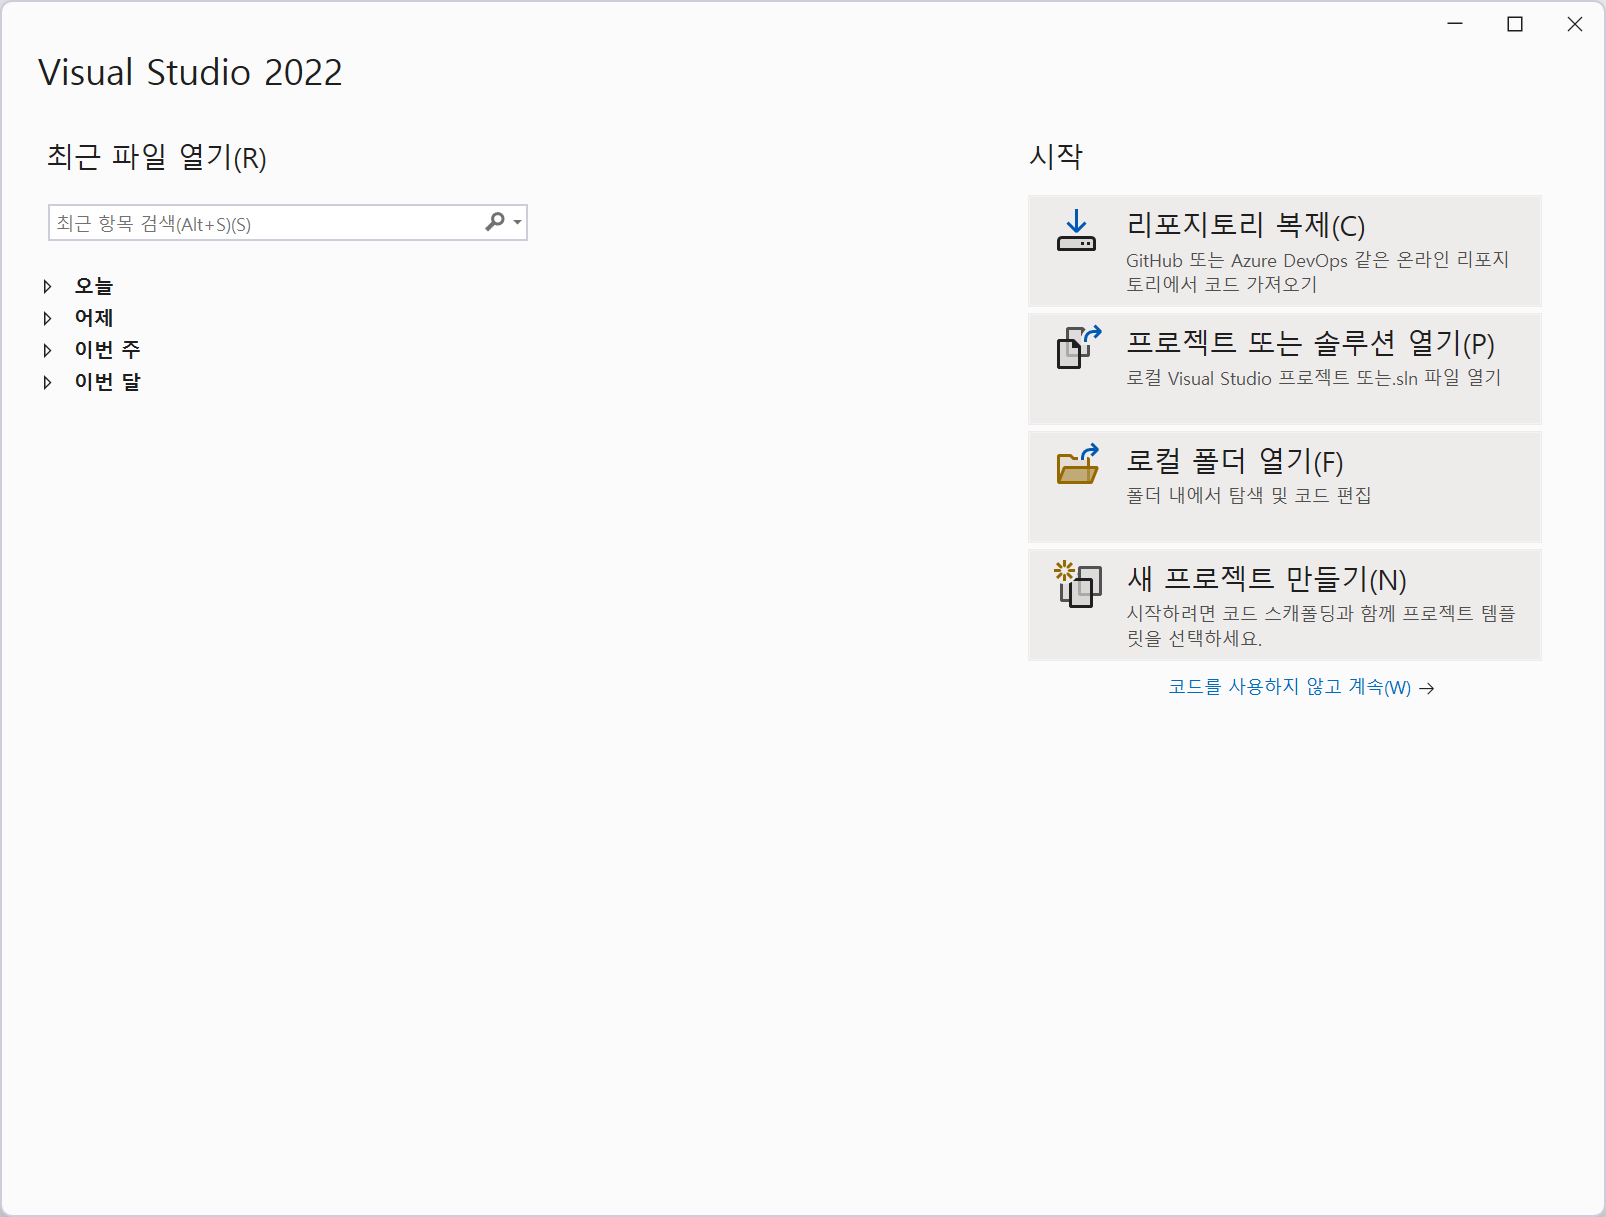 Visual Studio 2022
최근 파일 열기(R)
최근 항목 검색(Alt+S)(S)
오늘
어제
이번 주
이번 달
시작
리포지토리 복제(C)
GitHub 또는 Azure DevOps 같은 온라인 리포지
토리에서 코드 가져오기
프로젝트 또는 솔루션 열기(P)
로컬 Visual Studio 프로젝트 또는.sln 파일 열기
로컬 폴더 열기(F)
폴더 내에서 탐색 및 코드 편집
새 프로젝트 만들기(N)
시작하려면 코드 스캐폴딩과 함께 프로젝트 템플
릿을 선택하세요.
코드를 사용하지 않고 계속(W) →